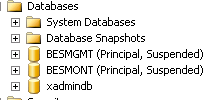 Databases
System Databases
Database Snapshots
BESMGMT (Principal, Suspended)
BESMONT (Principal, Suspended)
xadmindb